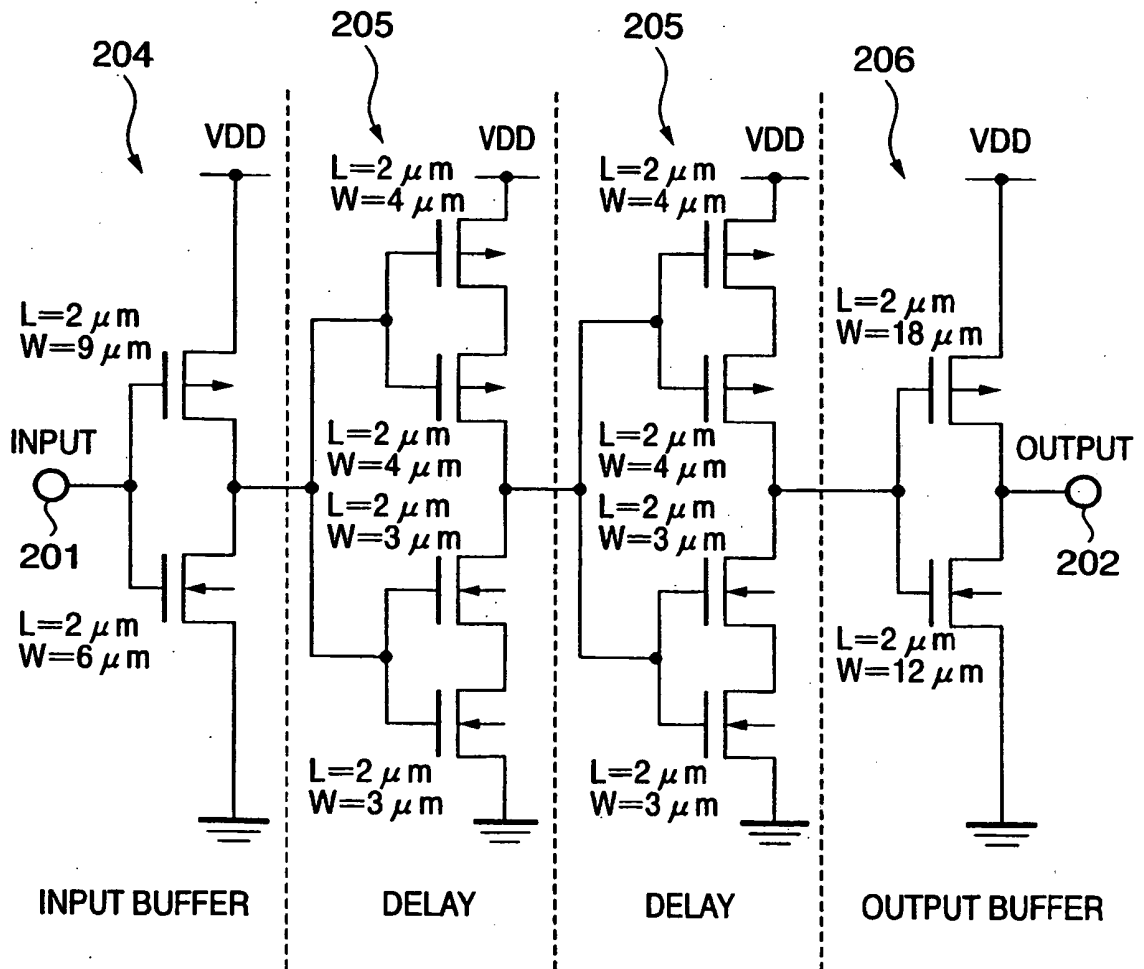 204
205
205
206
VDD
VDD
VDD
VDD
L=2 μm
W=4 μm
L=2 μm
W=4 μm
L=2 μm
W=9 μm
L=2 μm
W=18 μm
INPUT
201
L=2 μm
W=4 μm
L=2 μm
W=3 μm
L=2 μm
W=4 μm
L=2 μm
W=3 μm
OUTPUT
202
L=2 μm
W=6 μm
L=2 μm
W=12 μm
L=2 μm
W=3 μm
L=2 μm
W=3 μm
INPUT BUFFER
DELAY
DELAY
OUTPUT BUFFER